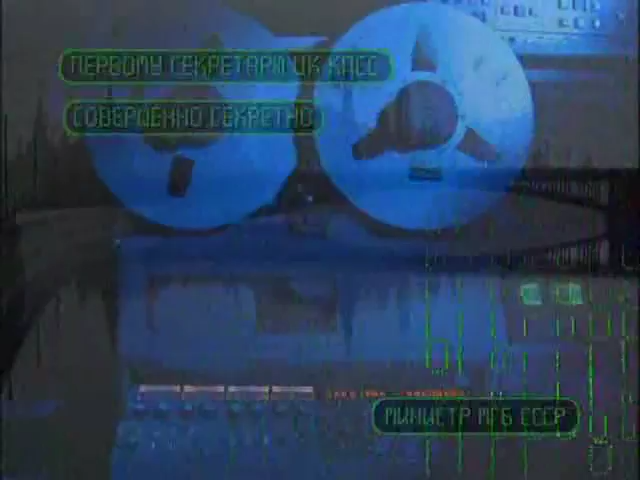 ПЕРВОМУ СЕКРЕТАРЮ ЦК КПСС
СОВЕРШЕННО СЕКРЕТНО
МИНИСТР МГБ СССР